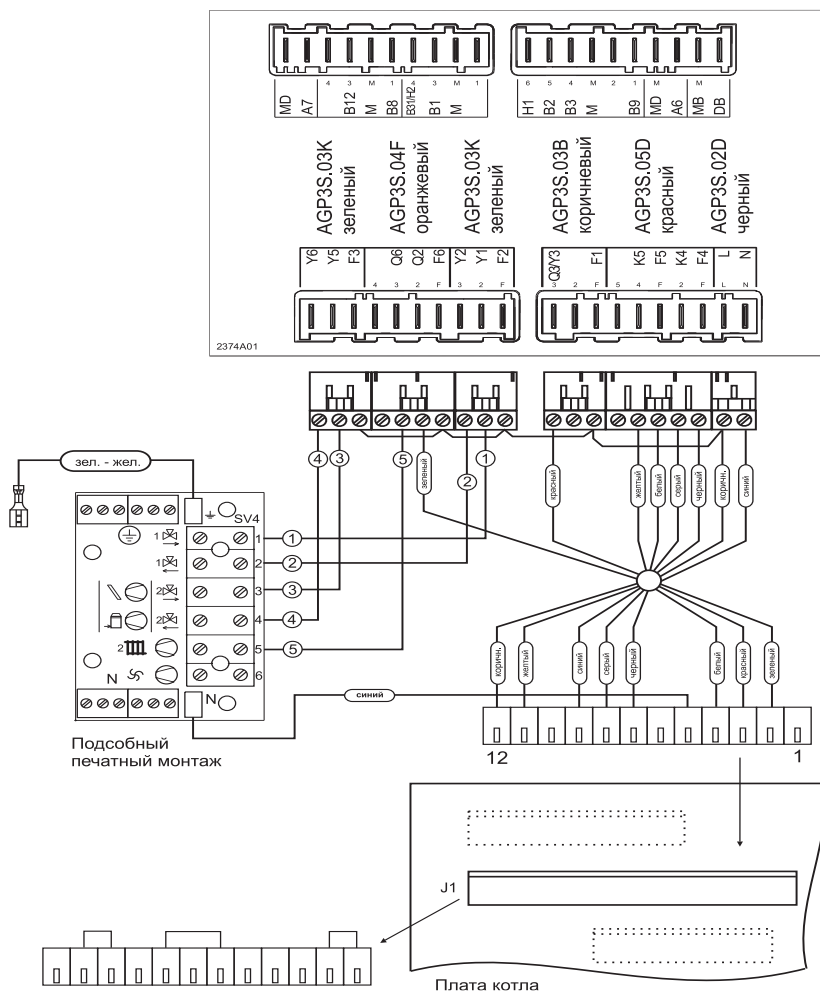 4 3 M 1 4 3 M 1
MD A7 B12 M B8 B31/H2 B1 M
6 5 4 M 2 1 M M
H1 B2 B3 M B9 MD A6 MB DB
AGP3S.03K
зеленый
AGP3S.04F
оранжевый
AGP3S.03K
зеленый
AGP3S.03B
коричневый
AGP3S.05D
красный
AGP3S.02D
черный
Y6 Y5 F3 Q6 Q2 F6 Y2 Y1 F2
4 3 2 F 3 2 F
Q3/Y3 F1 K5 F5 K4 F4 L N
3 2 F 5 4 F 2 F L N
2374A01
4 3 5 зеленый 2 1
красный желтый белый серый черный коричн. синий
зел. - жел.
SV4
1 1 1
1 2 2
2 3 3
2 4 4
2 5 5
N 6
N
синий
коричн. желтый синий серый черный белый красный зеленый
12 1
Подсобный
печатный монтаж
J1
Плата котла